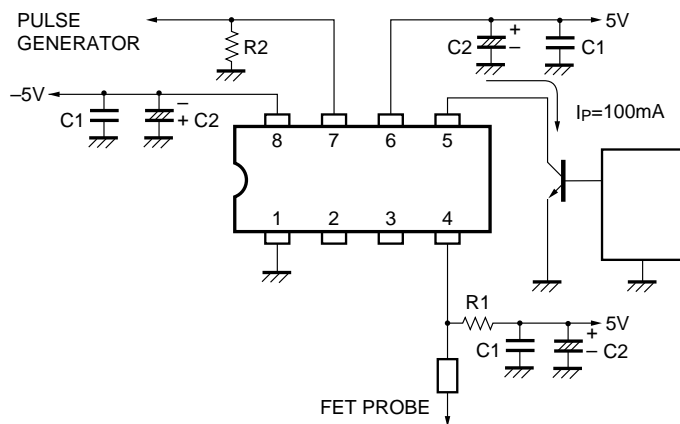 PULSE
GENERATOR
R2
+
–
C2
C1
5V
–5V
C1
–
+
C2
IP=100mA
8
7
6
5
1
2
3
4
R1
5V
C1
+
–
C2
FET PROBE